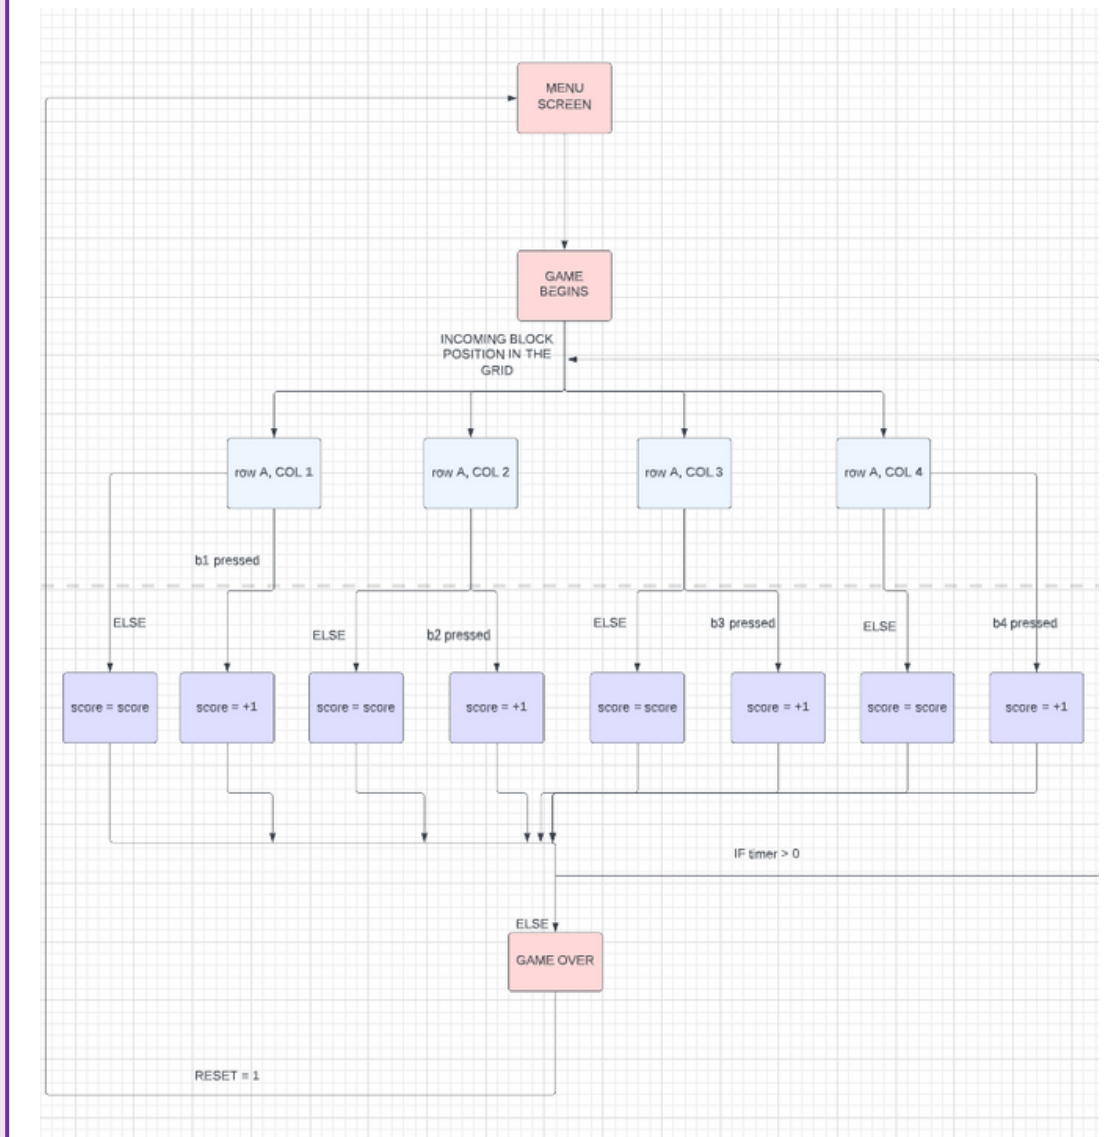 MENU
SCREEN
GAME
BEGINS
INCOMING BLOCK
POSITION IN THE
GRID
row A, COL 1
row A, COL 2
row A, COL 3
row A, COL 4
b1 pressed
ELSE
ELSE
b2 pressed
ELSE
b3 pressed
ELSE
b4 pressed
score = score
score = +1
score = score
score = +1
score = score
score = +1
score = score
score = +1
IF timer > 0
ELSE
GAME OVER
RESET = 1